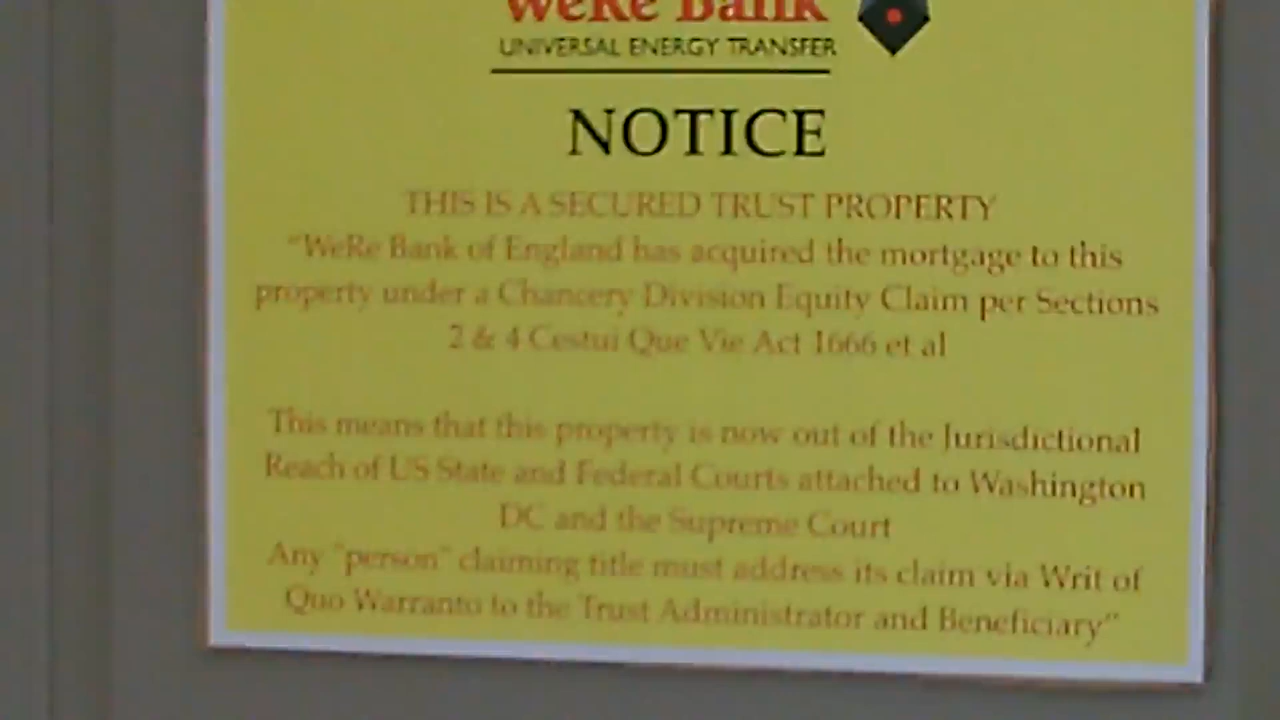 WeRe Bank
UNIVERSAL ENERGY TRANSFER
NOTICE
THIS IS A SECURED TRUST PROPERTY
"WeRe Bank of England has acquired the mortgage to this
property under a Chancery Division Equity Claim per Sections
2 & 4 Cestui Que Vie Act 1666 et al
This means that this property is now out of the Jurisdictional
Reach of US State and Federal Courts attached to Washington
DC and the Supreme Court
Any "person" claiming title must address its claim via Writ of
Quo Warranto to the Trust Administrator and Beneficiary"